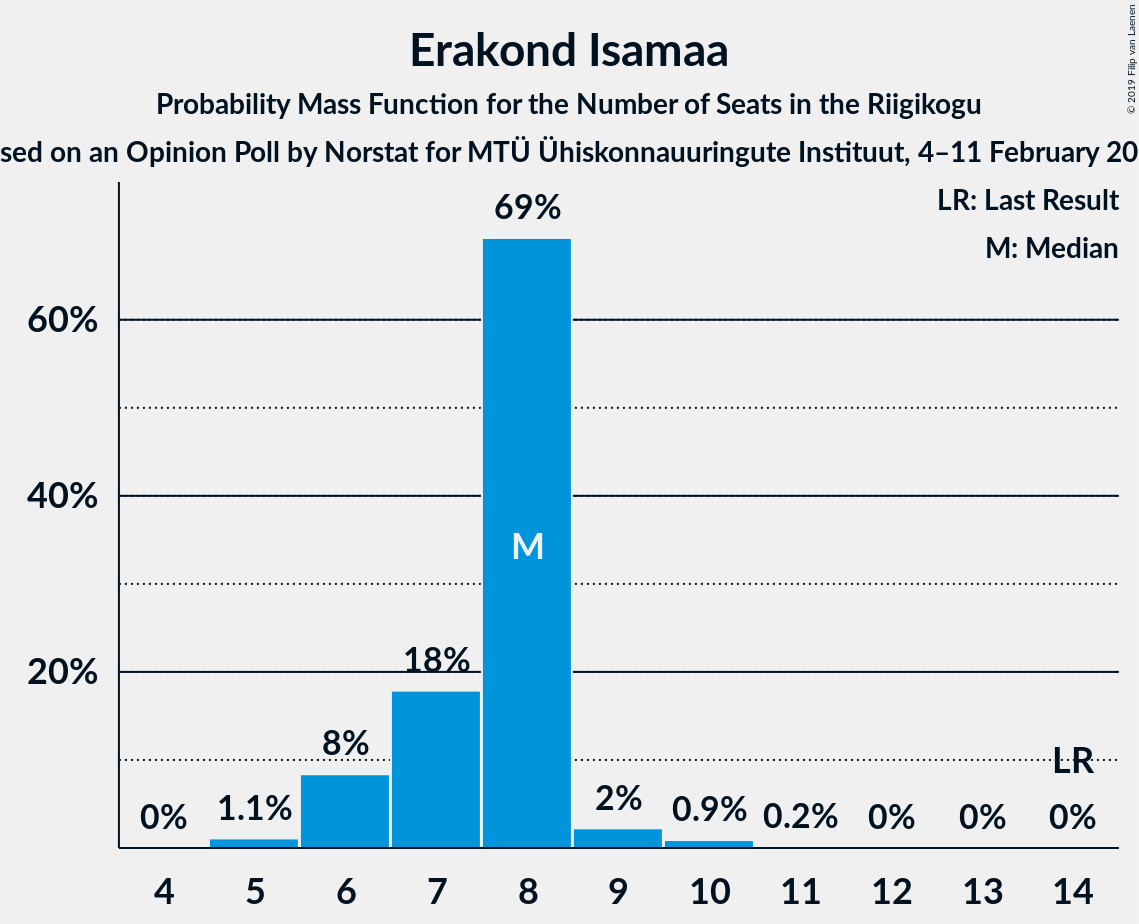 Erakond Isamaa
Probability Mass Function for the Number of Seats in the Riigikogu
sed on an Opinion Poll by Norstat for MTÜ Ühiskonnauuringute Instituut, 4–11 February 20
© 2019 Filip van Laenen
LR: Last Result
M: Median
69%
60%
40%
M
20%
18%
8%
LR
0%
1.1%
2%
0.9%
0.2%
0%
0%
0%
4 5 6 7 8 9 10 11 12 13 14